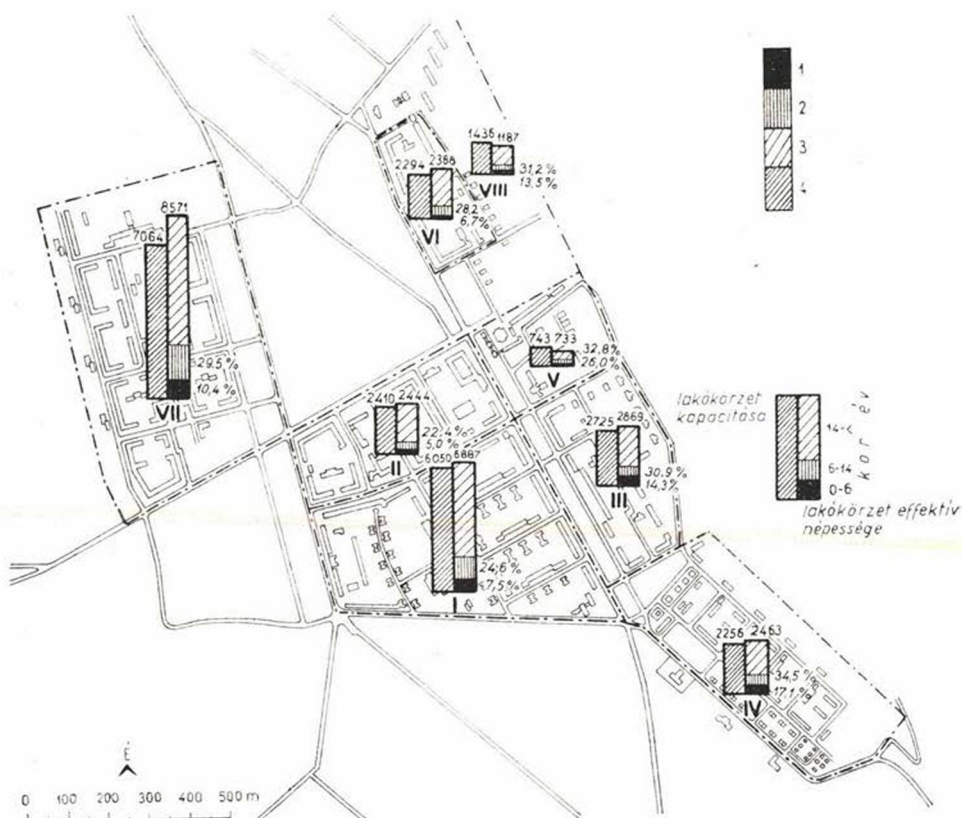 1
2
3
4
1436 1187
31,2 %
13,5 %
VIII
2294 2388
28,2
6,7 %
VI
7064 8571
29,5 %
10,4 %
VII
743 733
32,8 %
26,0 %
V
2410 2444
22,4 %
5,0 %
II
2725 2869
30,9 %
14,3 %
III
6050
24,6 %
7,5 %
I
2256 2463
34,5 %
17,1 %
IV
lakókörzet
kapacitása
6-14
0-6
kor év
lakókörzet effektív
népessége
É
0 100 200 300 400 500 m